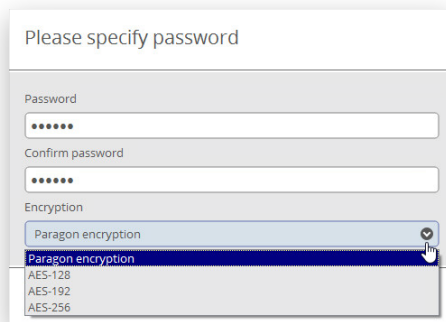 Please specify password
Password
●●●●●●
Confirm password
●●●●●●
Encryption
Paragon encryption
Paragon encryption
AES-128
AES-192
AES-256